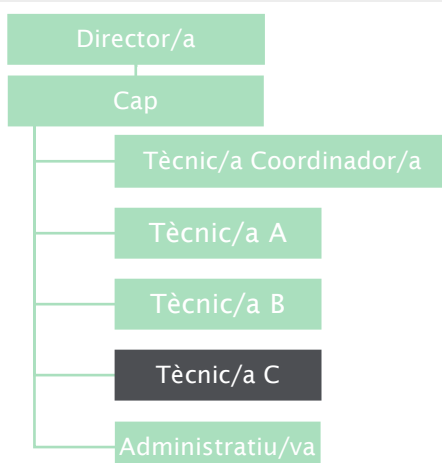 Director/a
Cap
Tècnic/a Coordinador/a
Tècnic/a A
Tècnic/a B
Tècnic/a C
Administratiu/va